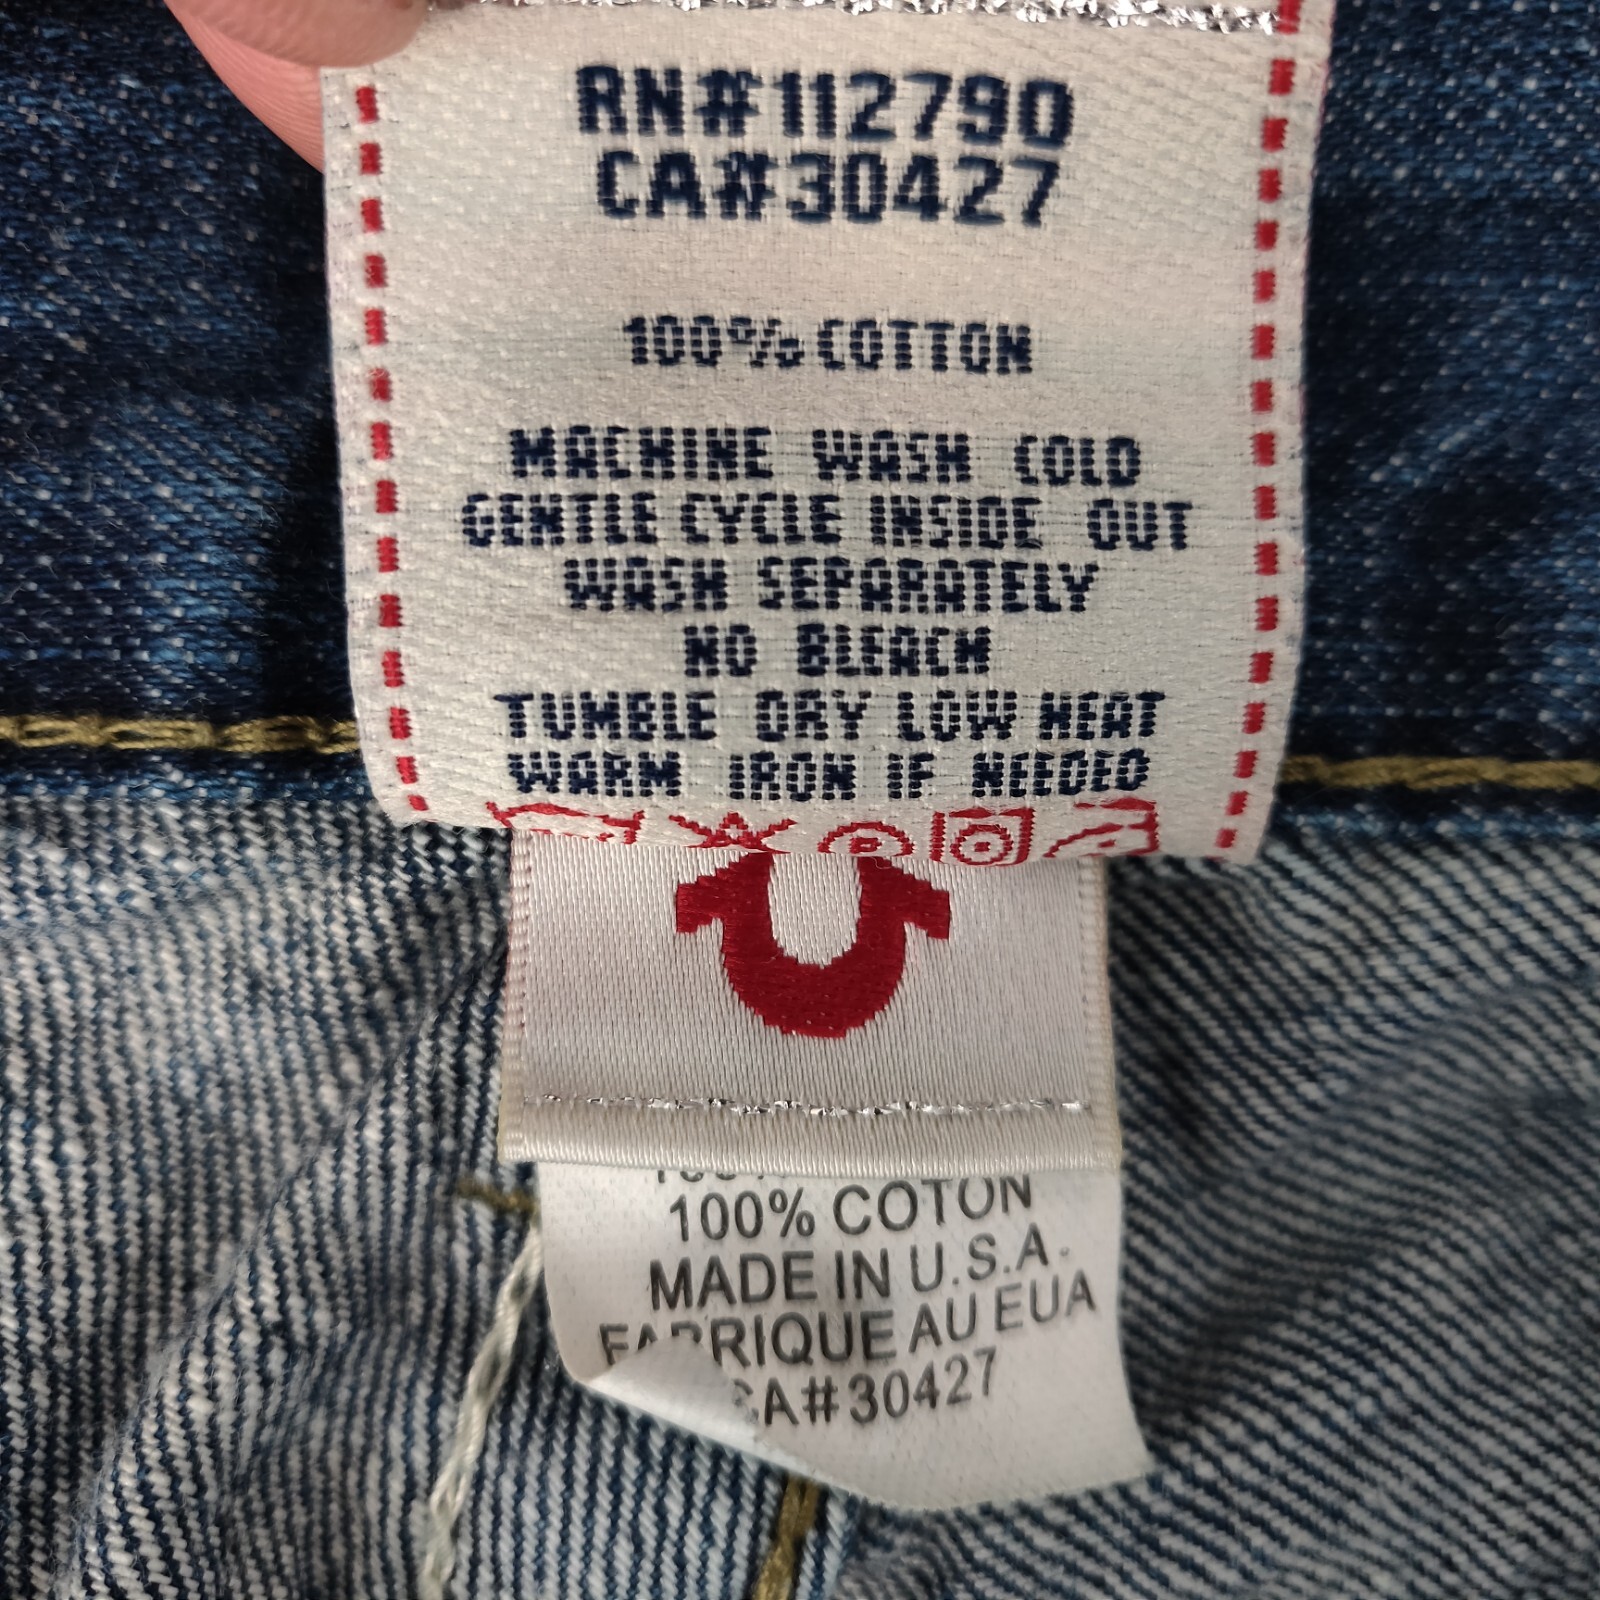 RN#112790
CA#30427
100% COTTON
MACHINE WASH COLD
GENTLE CYCLE INSIDE OUT
WASH SEPARATELY
NO BLEACH
TUMBLE DRY LOW HEAT
WARM IRON IF NEEDED
P
100% COTON
MADE IN U.S.A.
FABRIQUE AU EUA
CA#30427